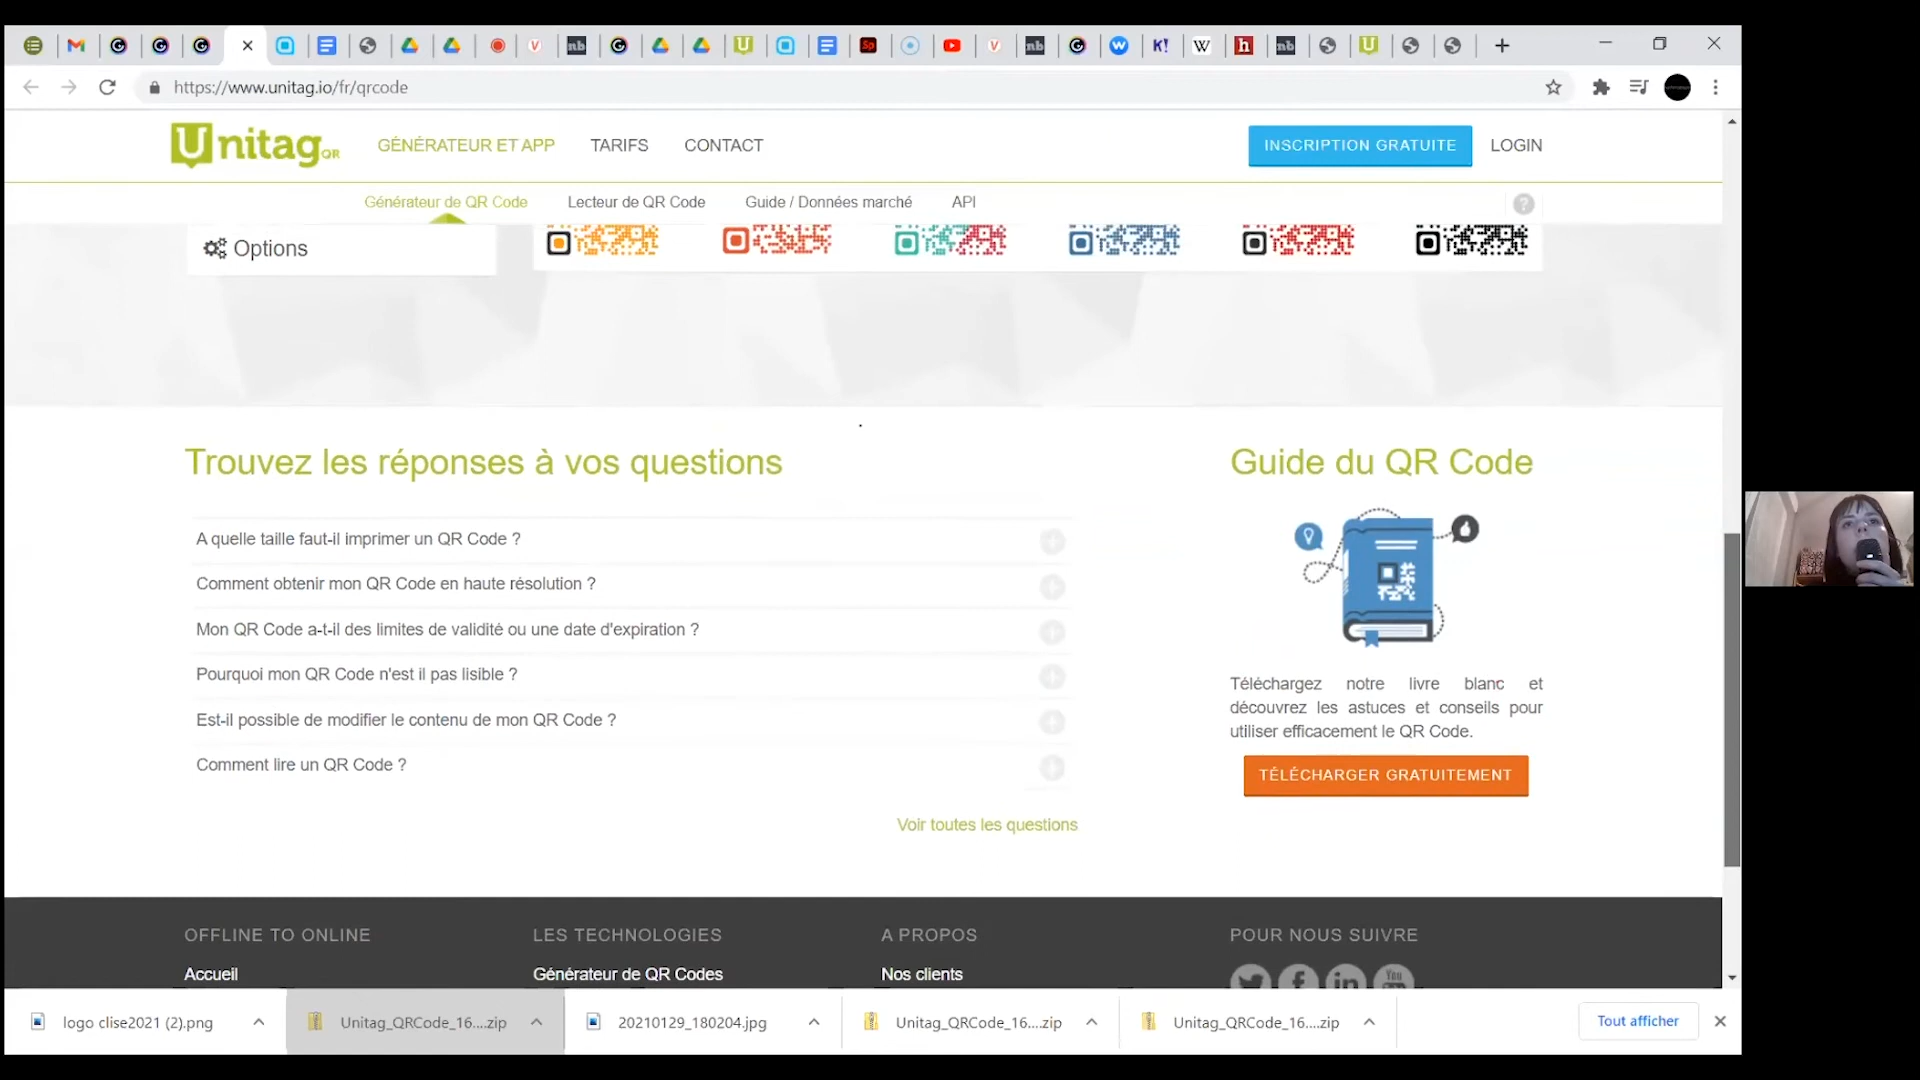 https://www.unitag.io/fr/qrcode
Unitag QR
GÉNÉRATEUR ET APP
TARIFS
CONTACT
INSCRIPTION GRATUITE
LOGIN
Générateur de QR Code
Lecteur de QR Code
Guide / Données marché
API
?
Options
Trouvez les réponses à vos questions
A quelle taille faut-il imprimer un QR Code ?
Comment obtenir mon QR Code en haute résolution ?
Mon QR Code a-t-il des limites de validité ou une date d'expiration ?
Pourquoi mon QR Code n'est il pas lisible ?
Est-il possible de modifier le contenu de mon QR Code ?
Comment lire un QR Code ?
Voir toutes les questions
Guide du QR Code
Téléchargez notre livre blanc et
découvrez les astuces et conseils pour
utiliser efficacement le QR Code.
TÉLÉCHARGER GRATUITEMENT
OFFLINE TO ONLINE
Accueil
LES TECHNOLOGIES
Générateur de QR Codes
A PROPOS
Nos clients
POUR NOUS SUIVRE
You
logo clise2021 (2).png
Unitag_QRCode_16....zip
20210129_180204.jpg
Unitag_QRCode_16....zip
Unitag_QRCode_16....zip
Tout afficher